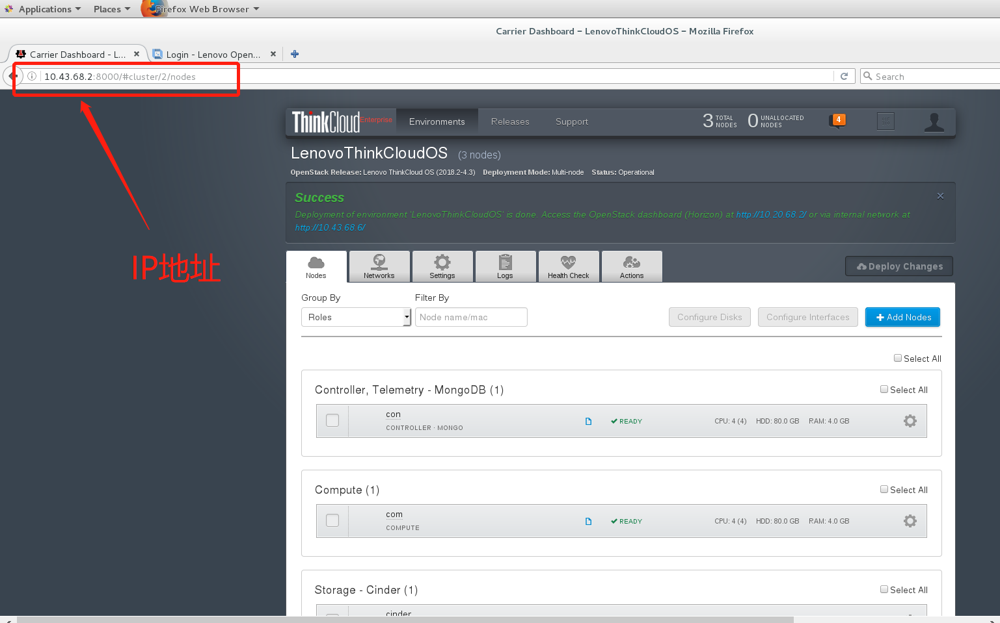 Applications Places Firefox Web Browser
Carrier Dashboard - LenovoThinkCloudOS - Mozilla Firefox
Carrier Dashboard - L... Login - Lenovo Open...
10.43.68.2:8000/#cluster/2/nodes Search
ThinkCloud Enterprise Environments Releases Support 3 TOTAL NODES 0 UNALLOCATED NODES 4
LenovoThinkCloudOS (3 nodes)
OpenStack Release: Lenovo ThinkCloud OS (2018.2-4.3) Deployment Mode: Multi-node Status: Operational
Success
Deployment of environment 'LenovoThinkCloudOS' is done. Access the OpenStack dashboard (Horizon) at http://10.20.68.2/ or via internal network at
http://10.43.68.6/
IP地址
Nodes Networks Settings Logs Health Check Actions Deploy Changes
Group By Filter By
Roles Node name/mac Configure Disks Configure Interfaces Add Nodes
Select All
Controller, Telemetry - MongoDB (1) Select All
con
CONTROLLER · MONGO READY CPU: 4 (4) HDD: 80.0 GB RAM: 4.0 GB
Compute (1) Select All
com
COMPUTE READY CPU: 4 (4) HDD: 80.0 GB RAM: 4.0 GB
Storage - Cinder (1) Select All
cinder